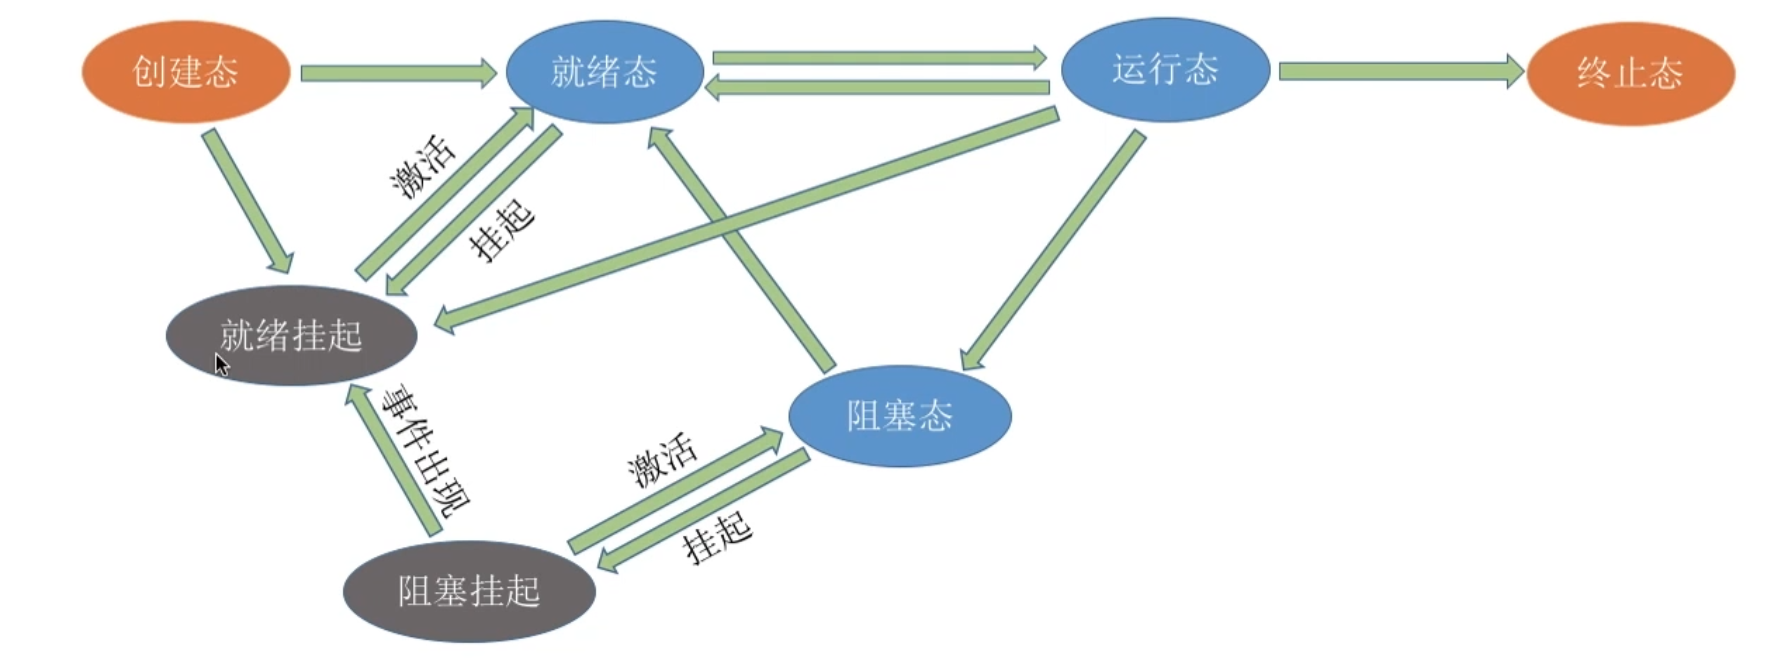 创建态
就绪态
运行态
终止态
激活
挂起
就绪挂起
事件出现
阻塞态
激活
挂起
阻塞挂起